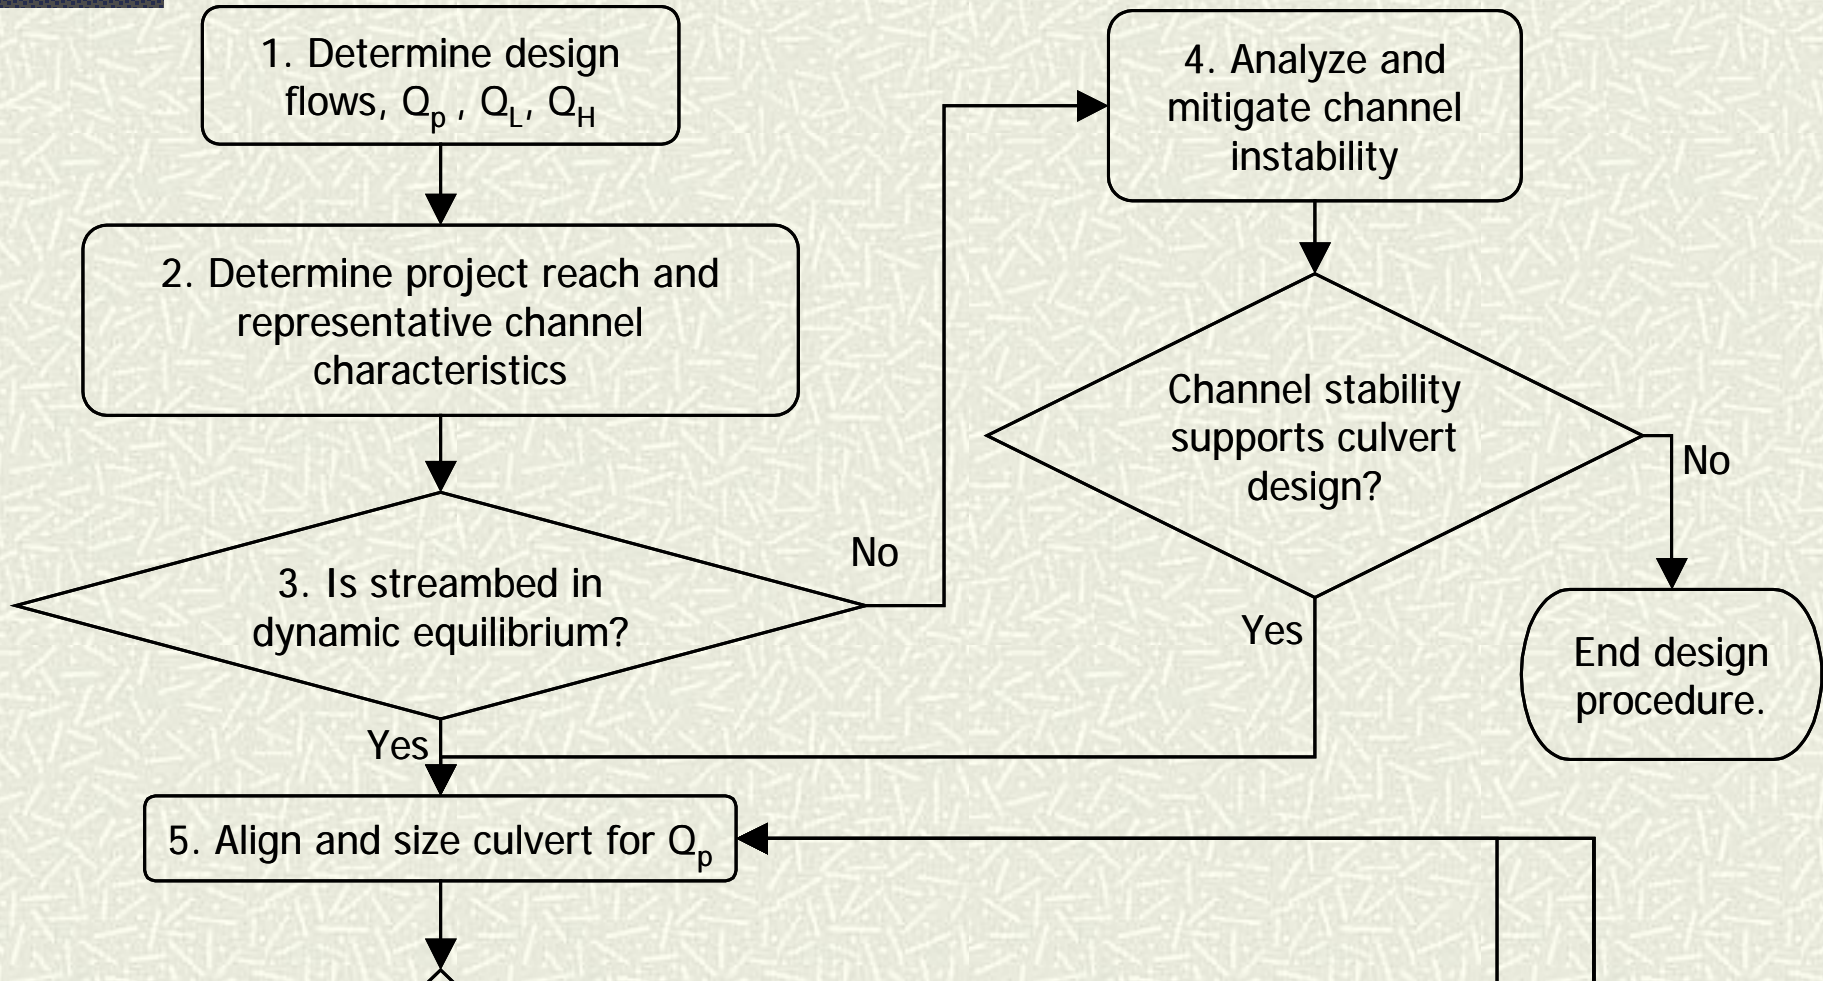 1. Determine design
flows, Qp , QL, QH
2. Determine project reach and
representative channel
characteristics
3. Is streambed in
dynamic equilibrium?
No
Yes
4. Analyze and
mitigate channel
instability
Channel stability
supports culvert
design?
No
Yes
End design
procedure.
5. Align and size culvert for Qp